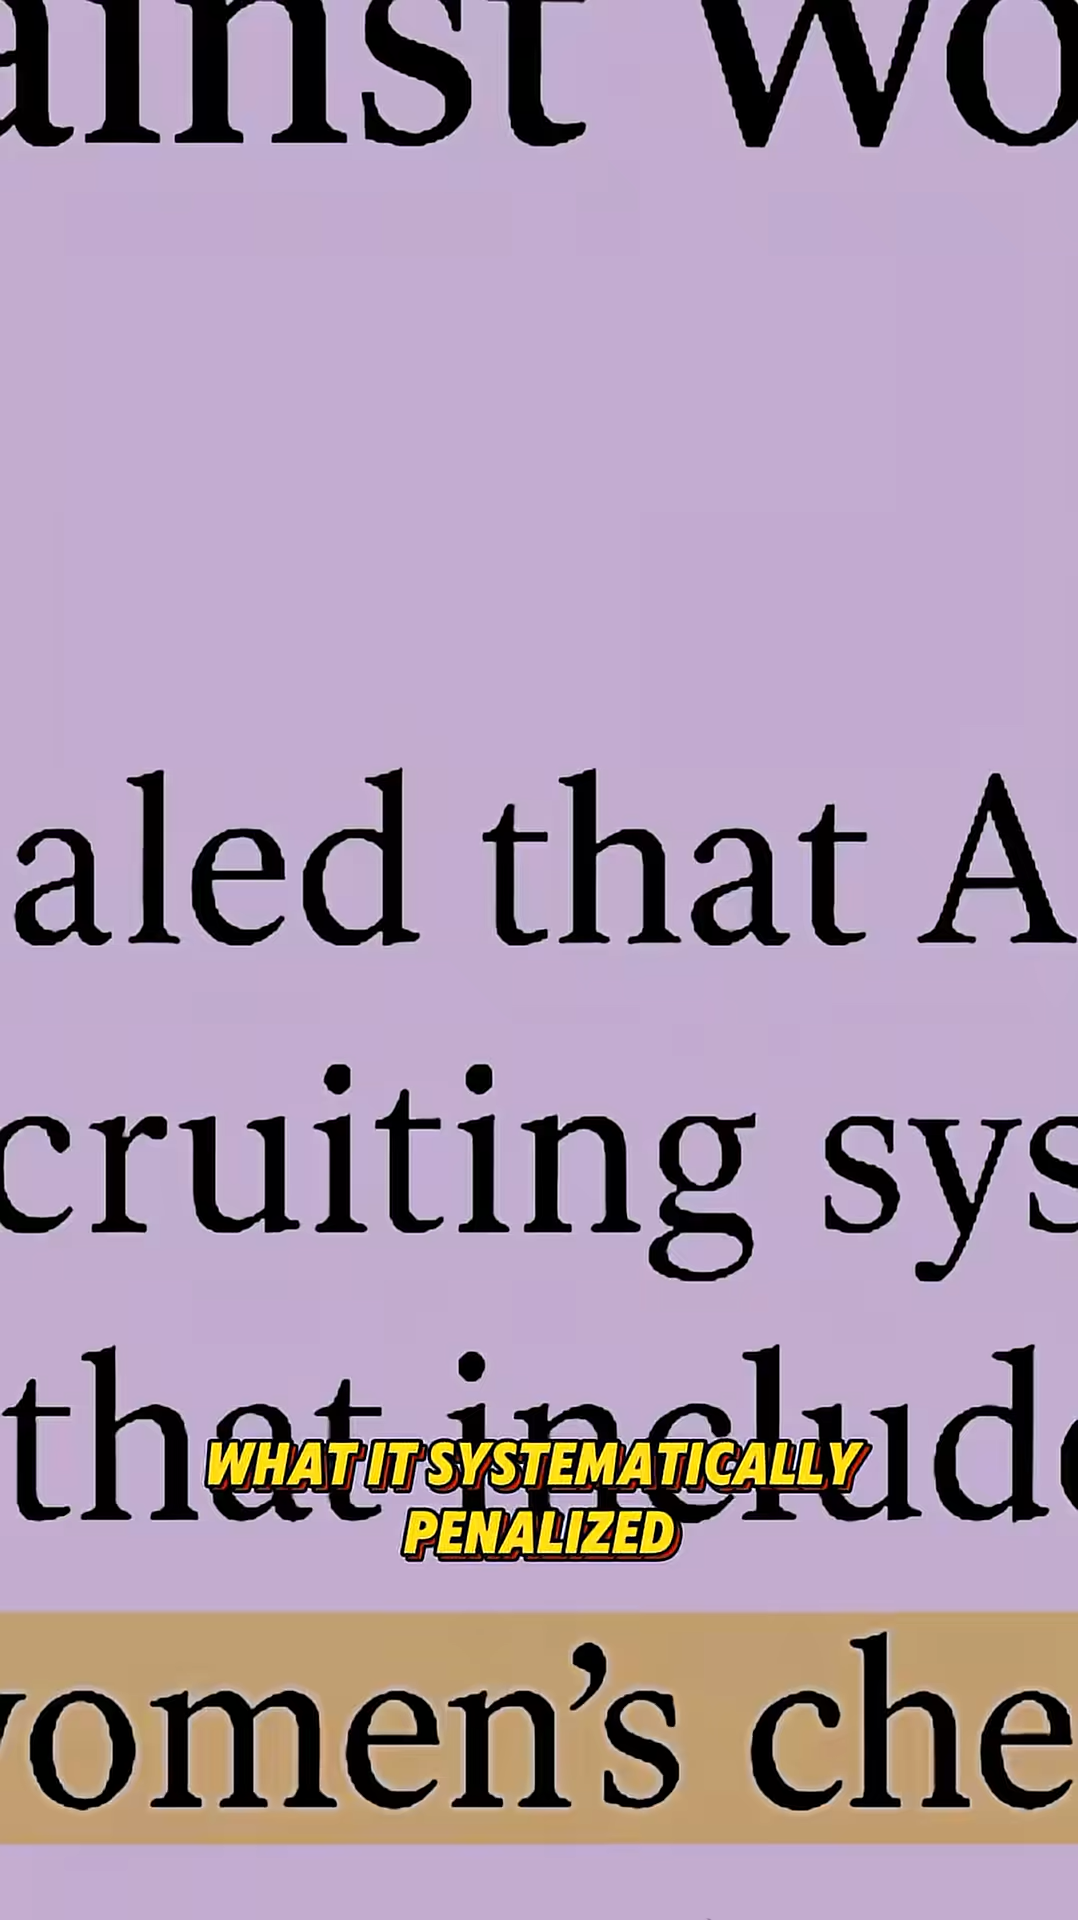 ainst Wo
aled that A
cruiting sys
that include
WHAT IT SYSTEMATICALLY
PENALIZED
women's che